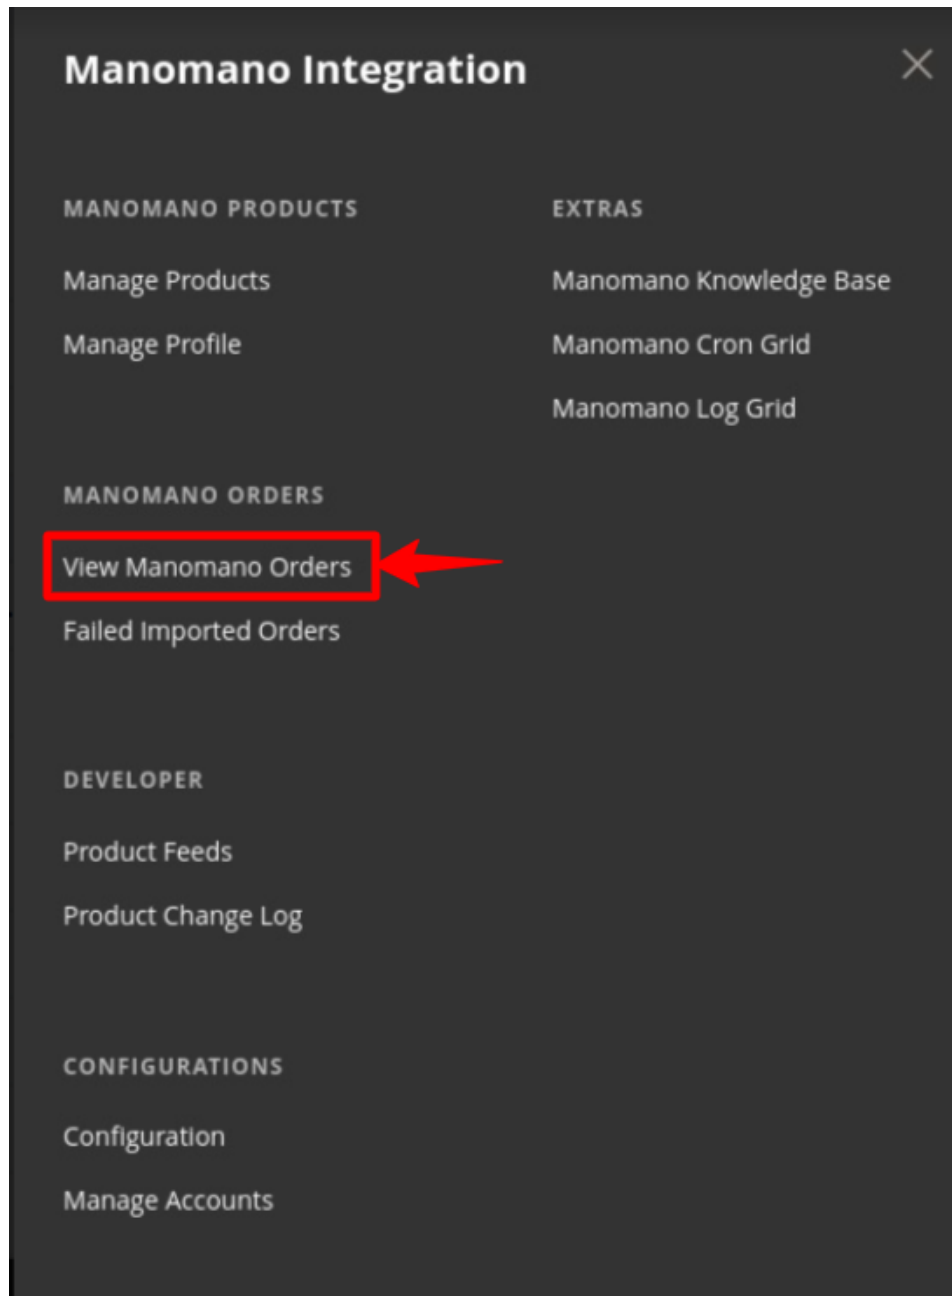 Manomano Integration
MANOMANO PRODUCTS
Manage Products
Manage Profile
EXTRAS
Manomano Knowledge Base
Manomano Cron Grid
Manomano Log Grid
MANOMANO ORDERS
View Manomano Orders
Failed Imported Orders
DEVELOPER
Product Feeds
Product Change Log
CONFIGURATIONS
Configuration
Manage Accounts